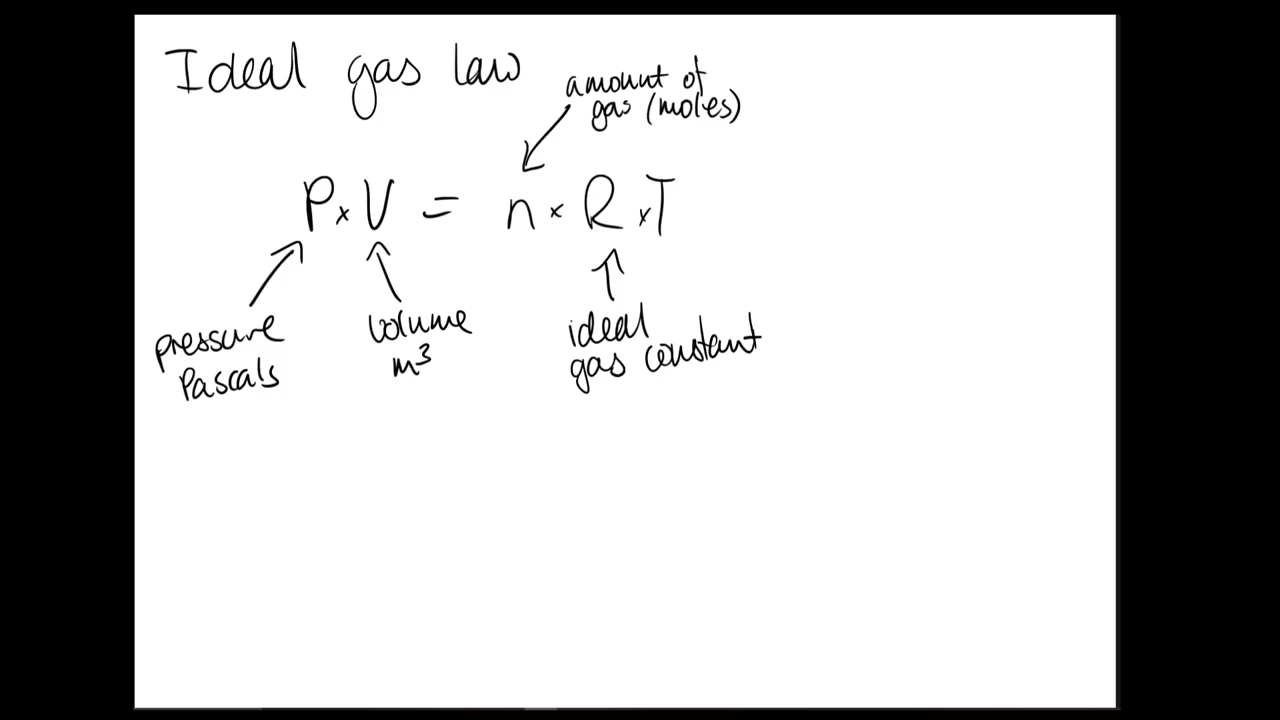 Ideal gas law
amount of
gas (moles)
P × V = n × R × T
pressure
Pascals
volume
m³
ideal
gas constant